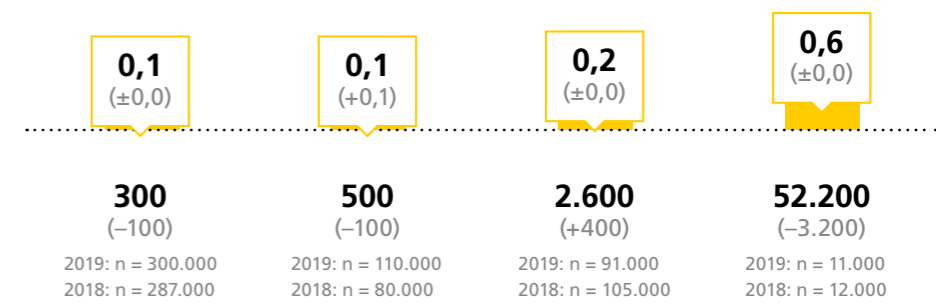 0,1
(±0,0)
0,1
(+0,1)
0,2
(±0,0)
0,6
(±0,0)
300
(–100)
2019: n = 300.000
2018: n = 287.000
500
(–100)
2019: n = 110.000
2018: n = 80.000
2.600
(+400)
2019: n = 91.000
2018: n = 105.000
52.200
(–3.200)
2019: n = 11.000
2018: n = 12.000